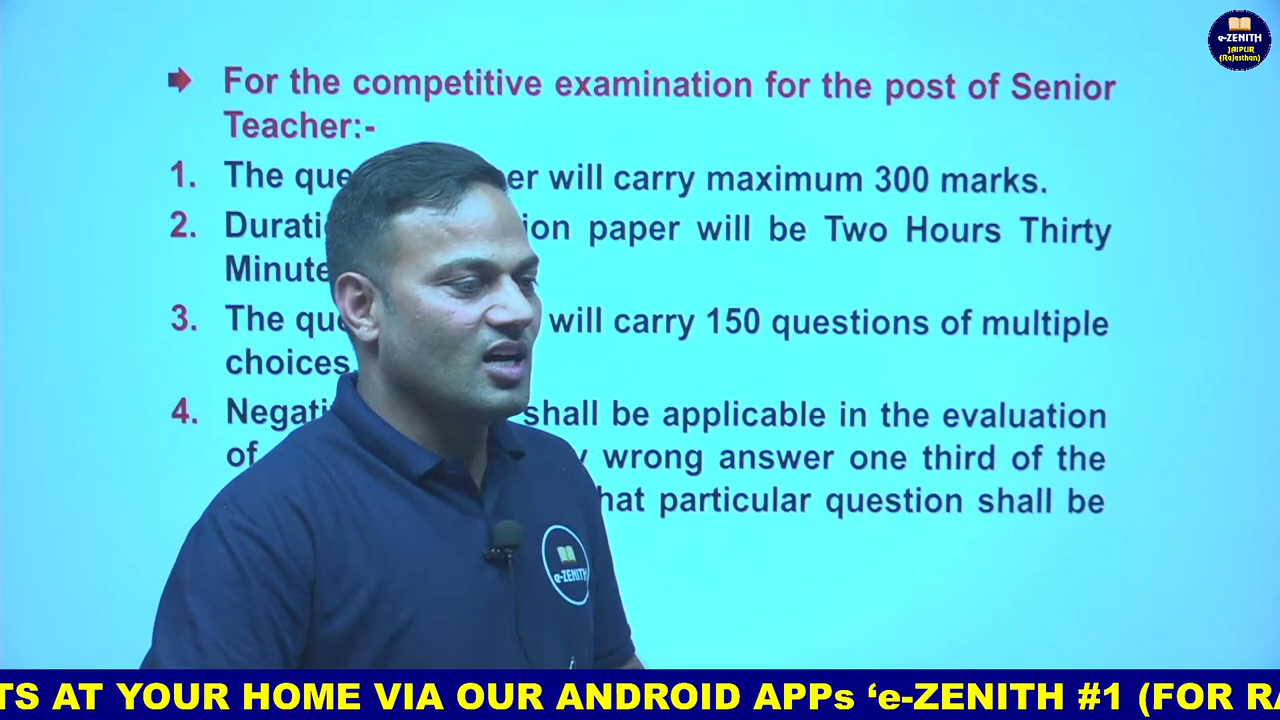 e-ZENITH
JAIPUR
(Rajasthan)
For the competitive examination for the post of Senior
Teacher:-
1. The que er will carry maximum 300 marks.
2. Durati ion paper will be Two Hours Thirty
Minute
3. The que will carry 150 questions of multiple
choices.
4. Negati shall be applicable in the evaluation
of wrong answer one third of the
hat particular question shall be
e-ZENITH
TS AT YOUR HOME VIA OUR ANDROID APPs ‘e-ZENITH #1 (FOR RA